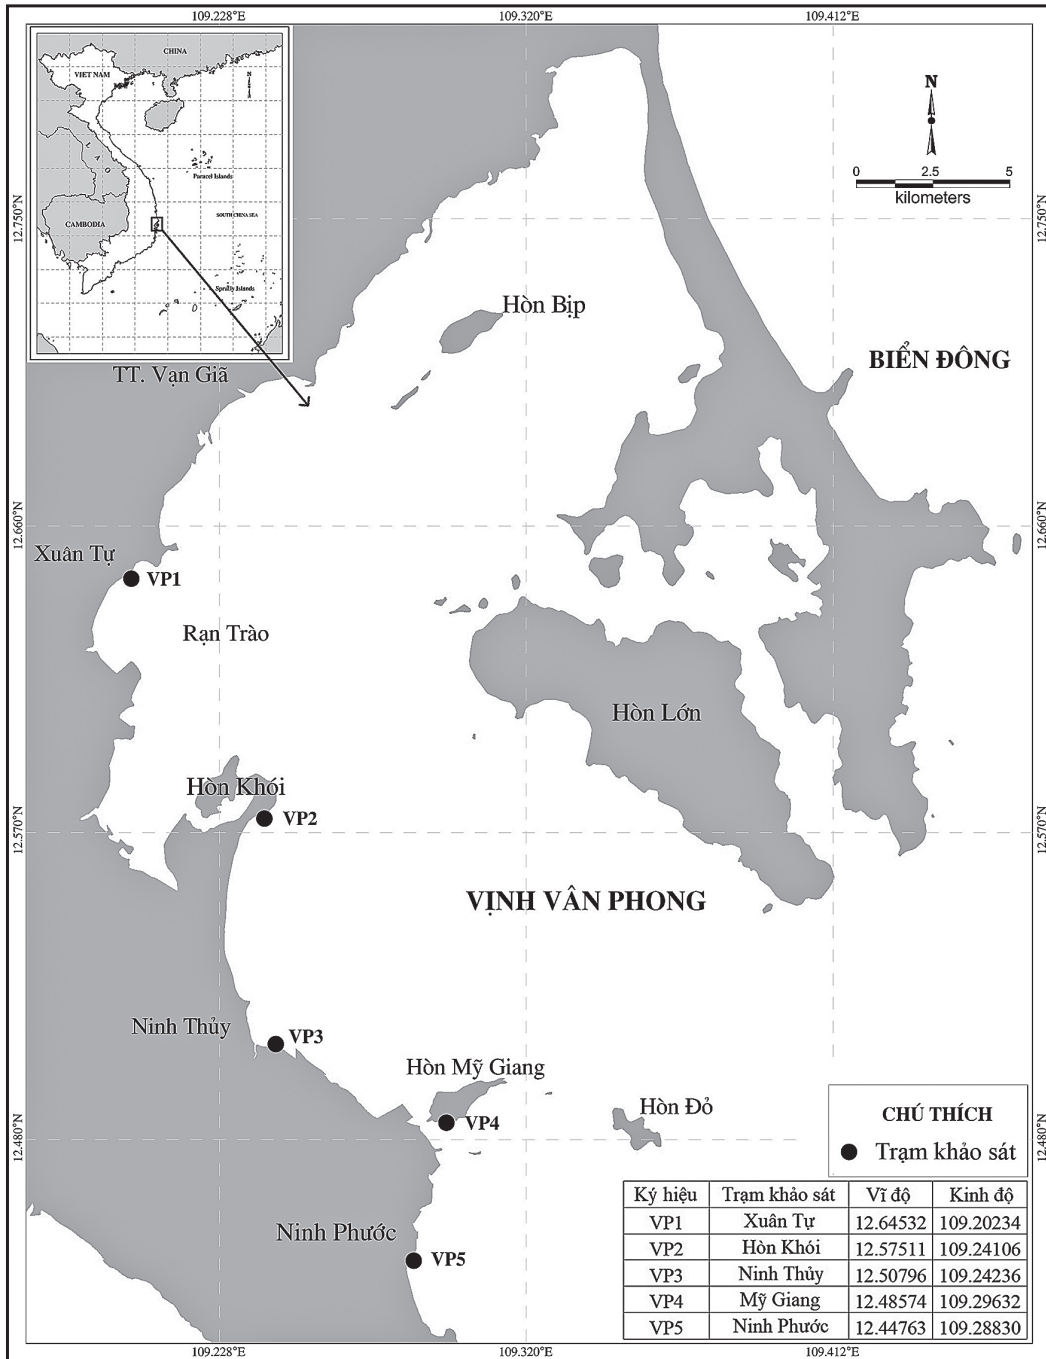 109.228°E 109.320°E 109.412°E
CHINA
VIET NAM
N
LAO
Paracel Islands
SOUTH CHINA SEA
CAMBODIA
Spratly Islands
N
0 2.5 5
kilometers
12.750°N 12.750°N
Hòn Bịp
BIỂN ĐÔNG
TT. Vạn Giã
12.660°N 12.660°N
Xuân Tự
VP1
Rạn Trào
Hòn Lớn
Hòn Khói
VP2
12.570°N 12.570°N
VỊNH VÂN PHONG
Ninh Thủy
VP3
Hòn Mỹ Giang
Hòn Đỏ
VP4
12.480°N 12.480°N
CHÚ THÍCH
Trạm khảo sát
Ninh Phước
VP5
Ký hiệu Trạm khảo sát Vĩ độ Kinh độ
VP1 Xuân Tự 12.64532 109.20234
VP2 Hòn Khói 12.57511 109.24106
VP3 Ninh Thủy 12.50796 109.24236
VP4 Mỹ Giang 12.48574 109.29632
VP5 Ninh Phước 12.44763 109.28830
109.228°E 109.320°E 109.412°E